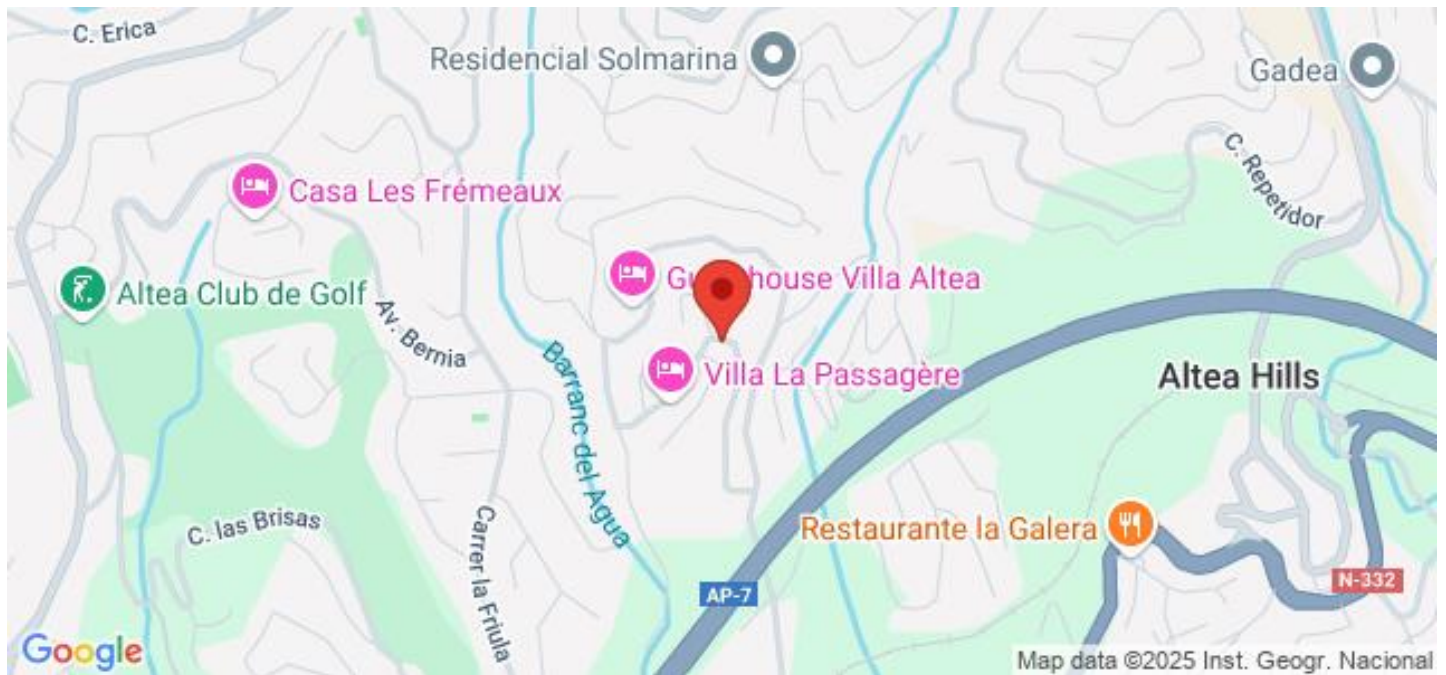 C. Erica
Residencial Solmarina
Gadea
C. Repetidor
Casa Les Frémeaux
Altea Club de Golf
house Villa Altea
Av. Bernia
Barranc del Agua
Villa La Passagère
Altea Hills
C. las Brisas
Carrer la Friula
Restaurante la Galera
AP-7
N-332
Google
Map data ©2025 Inst. Geogr. Nacional